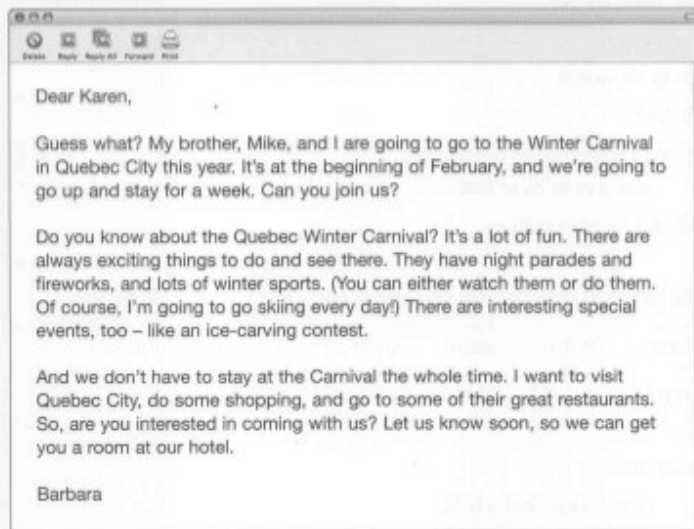 Delete Reply Reply All Forward Print
Dear Karen,
Guess what? My brother, Mike, and I are going to go to the Winter Carnival
in Quebec City this year. It's at the beginning of February, and we're going to
go up and stay for a week. Can you join us?
Do you know about the Quebec Winter Carnival? It's a lot of fun. There are
always exciting things to do and see there. They have night parades and
fireworks, and lots of winter sports. (You can either watch them or do them.
Of course, I'm going to go skiing every day!) There are interesting special
events, too – like an ice-carving contest.
And we don't have to stay at the Carnival the whole time. I want to visit
Quebec City, do some shopping, and go to some of their great restaurants.
So, are you interested in coming with us? Let us know soon, so we can get
you a room at our hotel.
Barbara